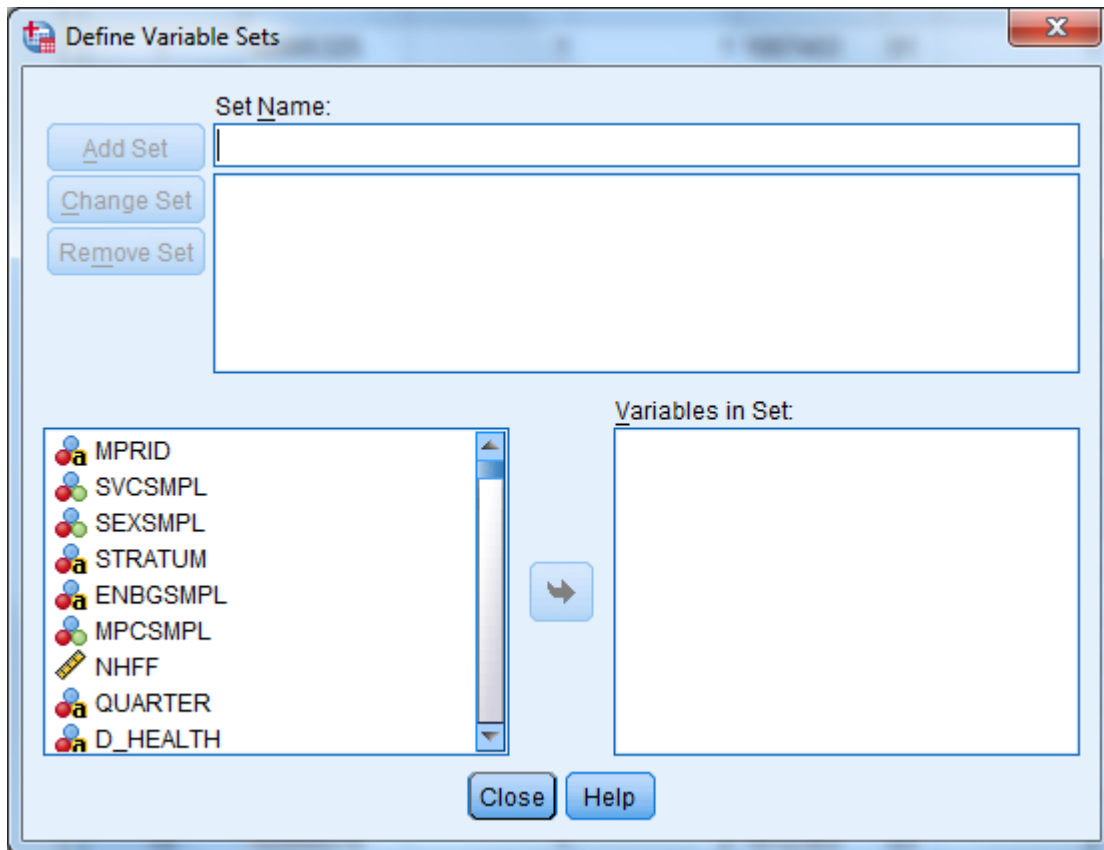 Define Variable Sets
Set Name:
Add Set
Change Set
Remove Set
Variables in Set:
MPRID
SVCSMPL
SEXSMPL
STRATUM
ENBGSMPL
MPCSMPL
NHFF
QUARTER
D_HEALTH
Close Help